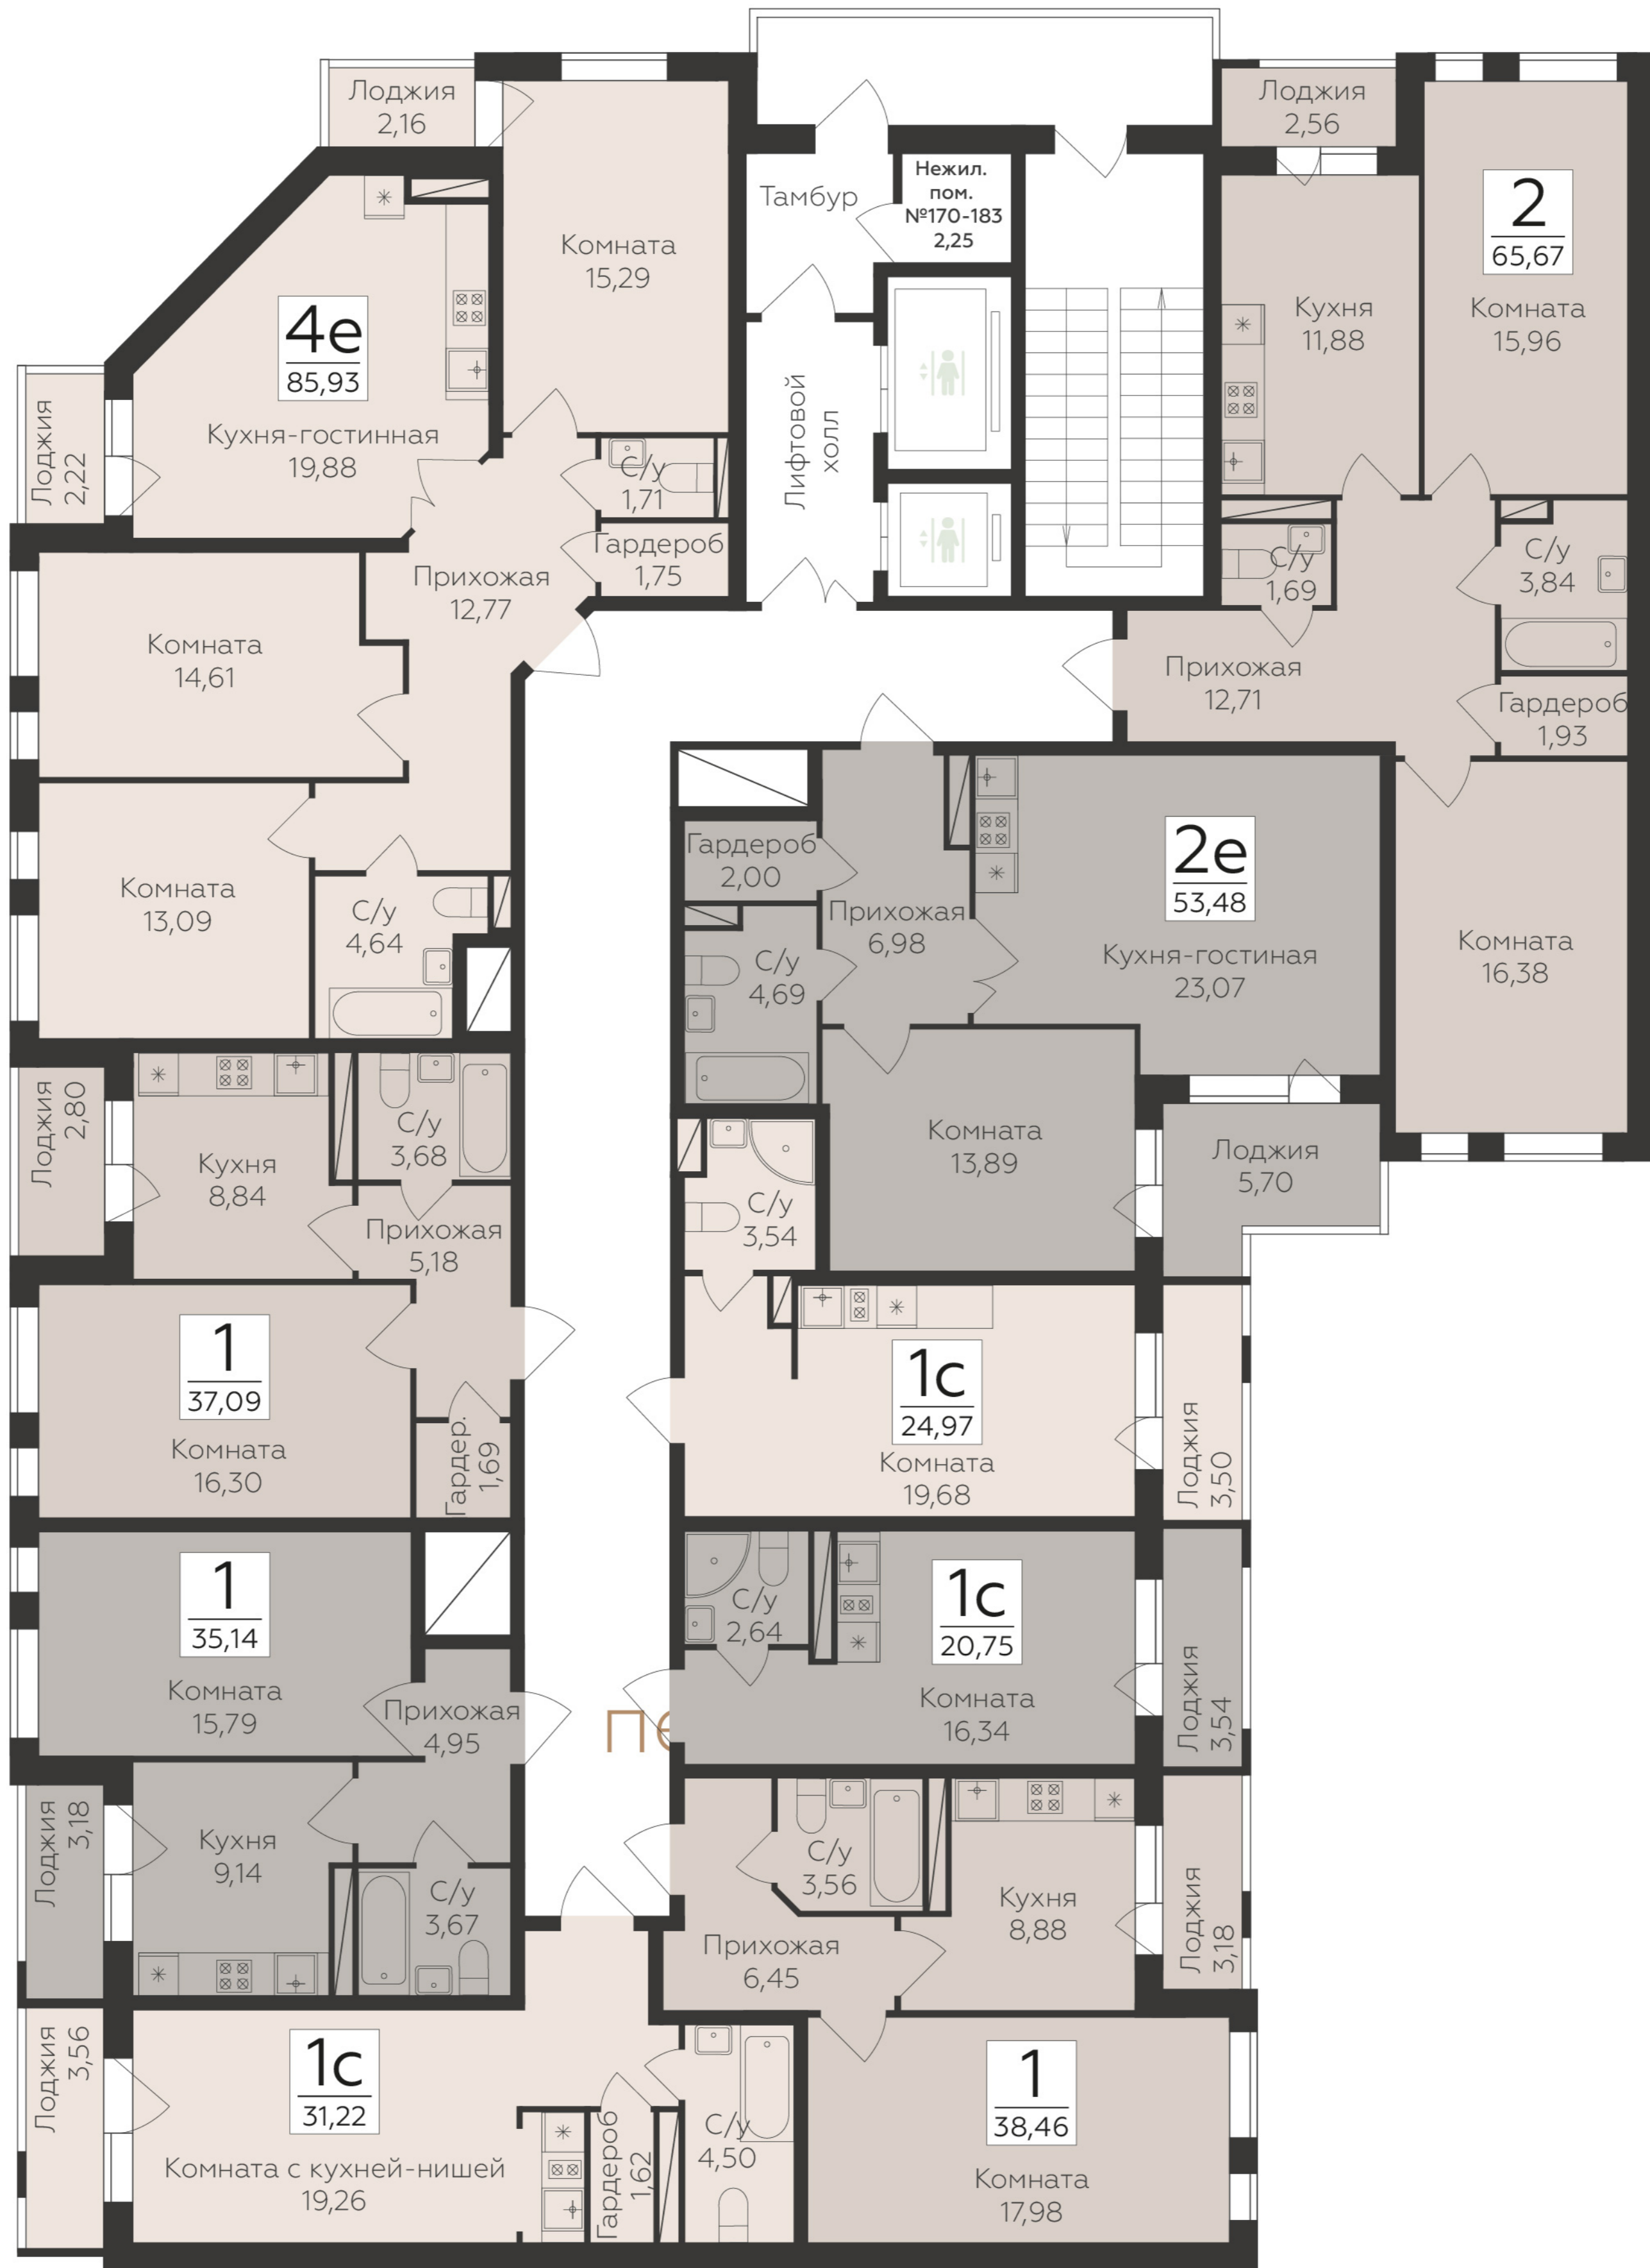 Лоджия
2,16
Комната
15,29
4е
85,93
Кухня-гостинная
19,88
Лоджия
2,22
С/у
1,71
Гардероб
1,75
Прихожая
12,77
Комната
14,61
Комната
13,09
С/у
4,64
Тамбур
Нежил.
пом.
№170-183
2,25
Лифтовой
холл
Лоджия
2,56
2
65,67
Комната
15,96
Кухня
11,88
С/у
1,69
С/у
3,84
Прихожая
12,71
Гардероб
1,93
Комната
16,38
Гардероб
2,00
Прихожая
6,98
С/у
4,69
2е
53,48
Кухня-гостиная
23,07
Комната
13,89
Лоджия
5,70
Лоджия
2,80
Кухня
8,84
С/у
3,68
Прихожая
5,18
1
37,09
Комната
16,30
Гардер.
1,69
С/у
3,54
1с
24,97
Комната
19,68
Лоджия
3,50
1
35,14
Комната
15,79
Прихожая
4,95
Лоджия
3,18
Кухня
9,14
С/у
3,67
С/у
2,64
1с
20,75
Комната
16,34
Лоджия
3,54
С/у
3,56
Кухня
8,88
Лоджия
3,18
Прихожая
6,45
1
38,46
Комната
17,98
Лоджия
3,56
1с
31,22
Комната с кухней-нишей
19,26
Гардероб
1,62
С/у
4,50